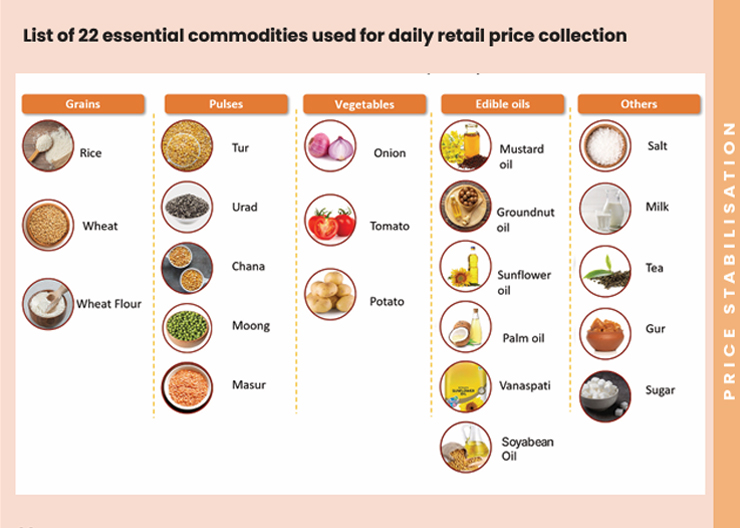 List of 22 essential commodities used for daily retail price collection
Grains
Rice
Wheat
Wheat Flour
Pulses
Tur
Urad
Chana
Moong
Masur
Vegetables
Onion
Tomato
Potato
Edible oils
Mustard
oil
Groundnut
oil
Sunflower
oil
Palm oil
Vanaspati
Soyabean
Oil
Others
Salt
Milk
Tea
Gur
Sugar
PRICE STABILISATION